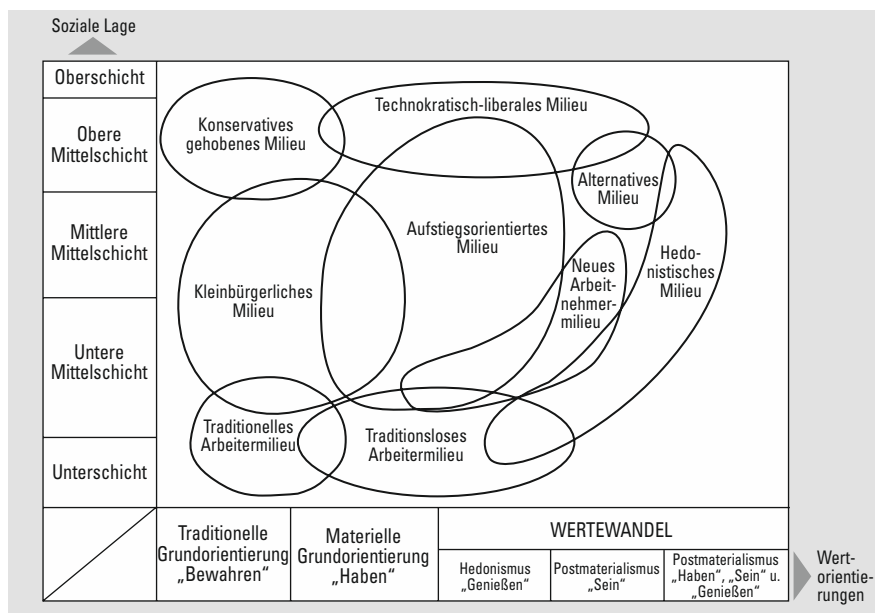 Soziale Lage
Oberschicht
Obere
Mittelschicht
Mittlere
Mittelschicht
Untere
Mittelschicht
Unterschicht
Konservatives
gehobenes Milieu
Technokratisch-liberales Milieu
Alternatives
Milieu
Aufstiegsorientiertes
Milieu
Hedo-
nistisches
Milieu
Neues
Arbeit-
nehmer-
milieu
Kleinbürgerliches
Milieu
Traditionelles
Arbeitermilieu
Traditionsloses
Arbeitermilieu
Traditionelle
Grundorientierung
„Bewahren“
Materielle
Grundorientierung
„Haben“
WERTEWANDEL
Hedonismus
„Genießen“
Postmaterialismus
„Sein“
Postmaterialismus
„Haben“, „Sein“ u.
„Genießen“
Wert-
orientie-
rungen